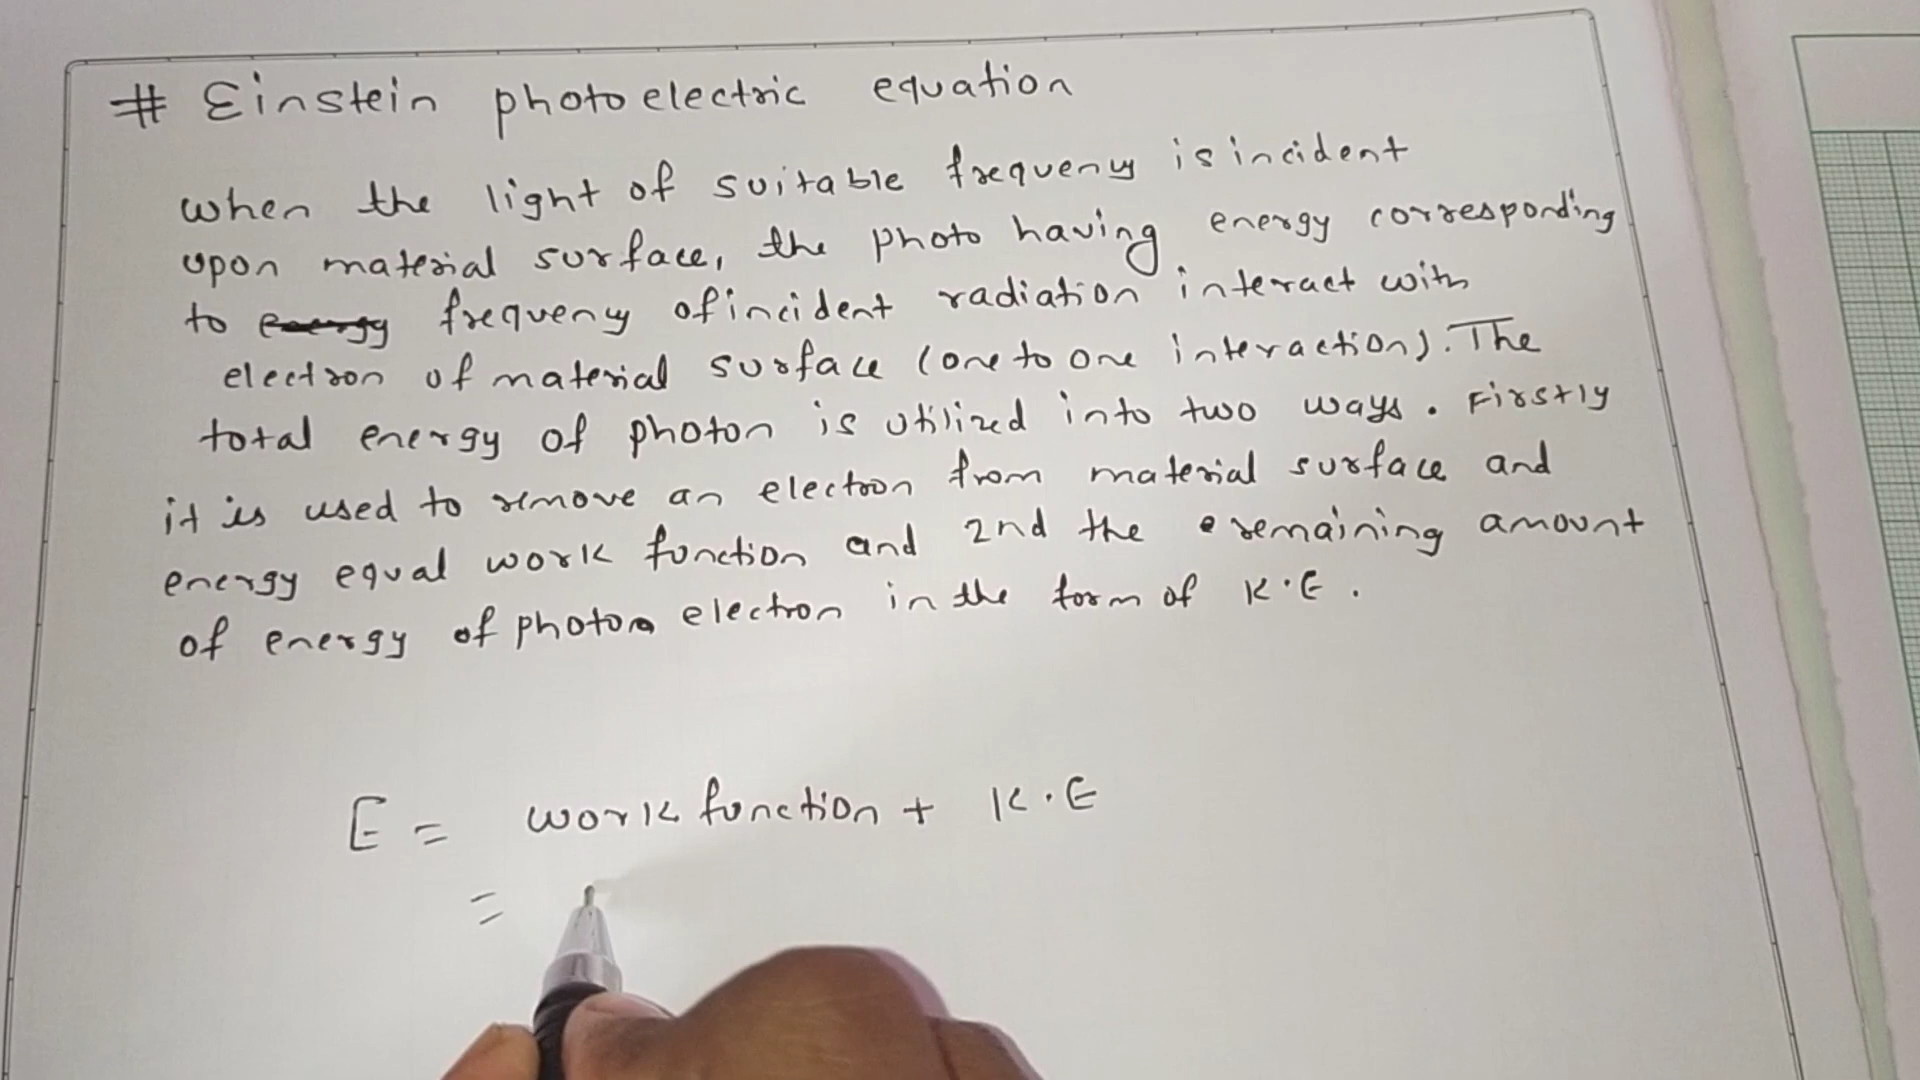 # Einstein photoelectric equation
when the light of suitable frequency is incident
upon material surface, the photo having energy corresponding
to frequency of incident radiation interact with
electron of material surface (one to one interaction). The
total energy of photon is utilized into two ways. Firstly
it is used to remove an electron from material surface and
energy equal work function and 2nd the remaining amount
of energy of photo electron in the form of K.E.
E = work function + K.E
=